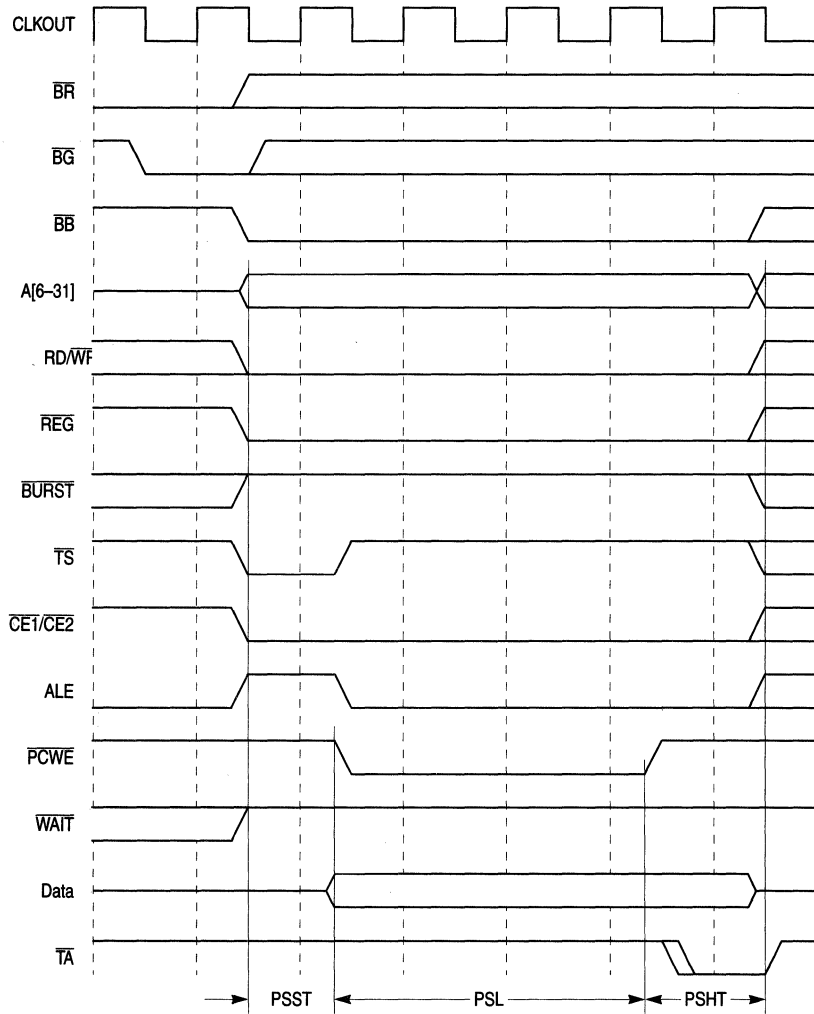 CLKOUT
BR
BG
BB
A[6–31]
RD/WF
REG
BURST
TS
CE1/CE2
ALE
PCWE
WAIT
Data
TA
PSST PSL PSHT